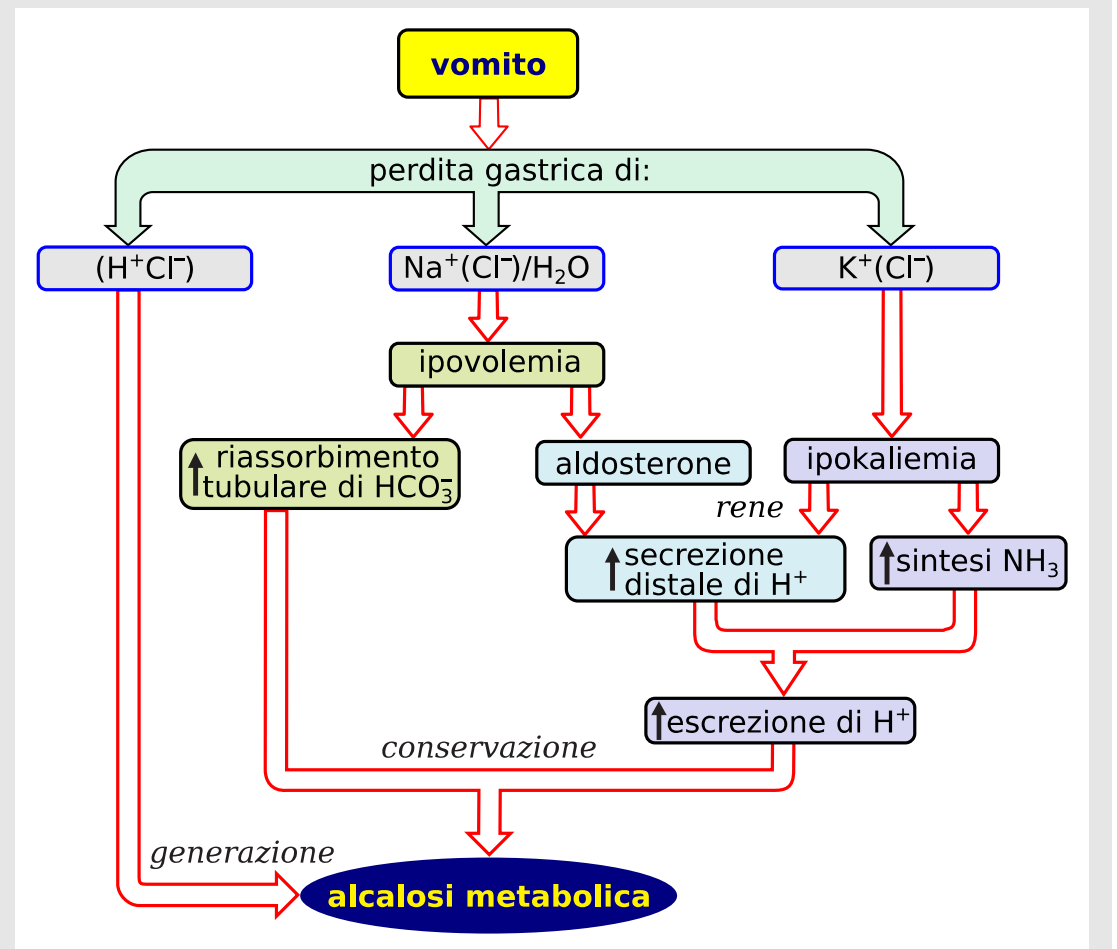 vomito
perdita gastrica di:
(H⁺Cl⁻)
Na⁺(Cl⁻)/H₂O
K⁺(Cl⁻)
ipovolemia
riassorbimento
tubulare di HCO₃⁻
aldosterone
ipokaliemia
rene
secrezione
distale di H⁺
sintesi NH₃
escrezione di H⁺
conservazione
generazione
alcalosi metabolica